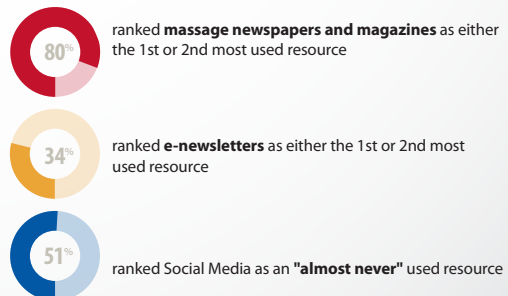 80%
ranked massage newspapers and magazines as either
the 1st or 2nd most used resource
34%
ranked e-newsletters as either the 1st or 2nd most
used resource
51%
ranked Social Media as an "almost never" used resource